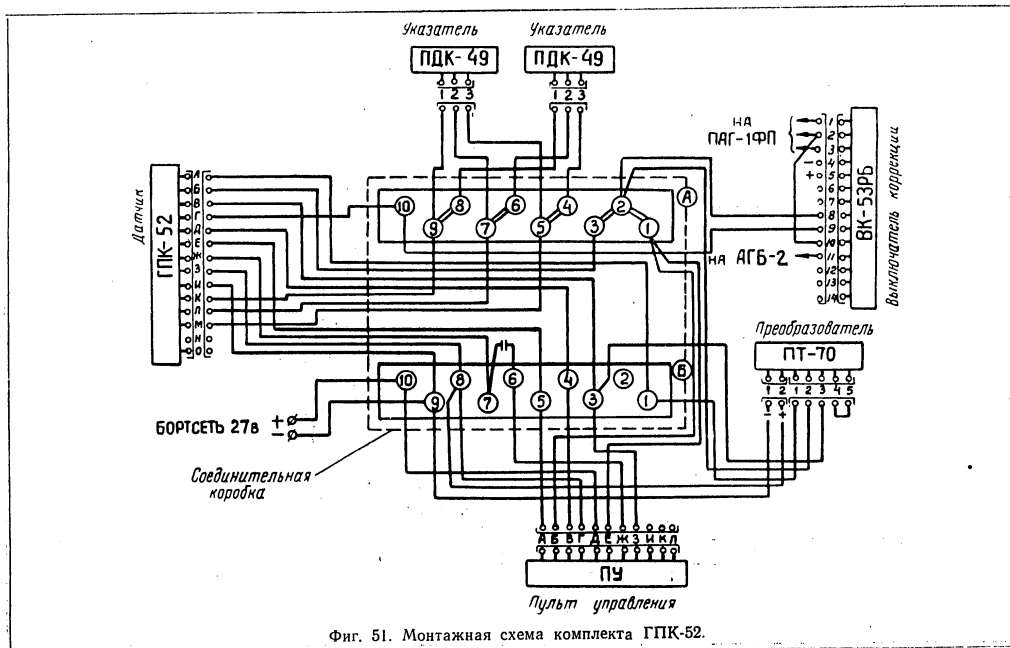 Указатель Указатель
ПДК-49 ПДК-49
1 2 3 1 2 3
НА
ПАГ-1ФП
1
2
3
− 4
+ 5
6
7
8
9
10
НА АГБ-2 11
12
13
14
ВК-53РБ
Выключатель коррекции
Датчик
ГПК-52
А
Б
В
Г
Д
Е
Ж
З
И
К
Л
М
Н
О
А
10 8 6 4 2
9 7 5 3 1
Преобразователь
ПТ-70
1 2 1 2 3 4 5
− +
Б
10 8 6 4 2
9 7 5 3 1
БОРТСЕТЬ 27В + −
Соединительная
коробка
А Б В Г Д Е Ж З И К Л
ПУ
Пульт управления
Фиг. 51. Монтажная схема комплекта ГПК-52.